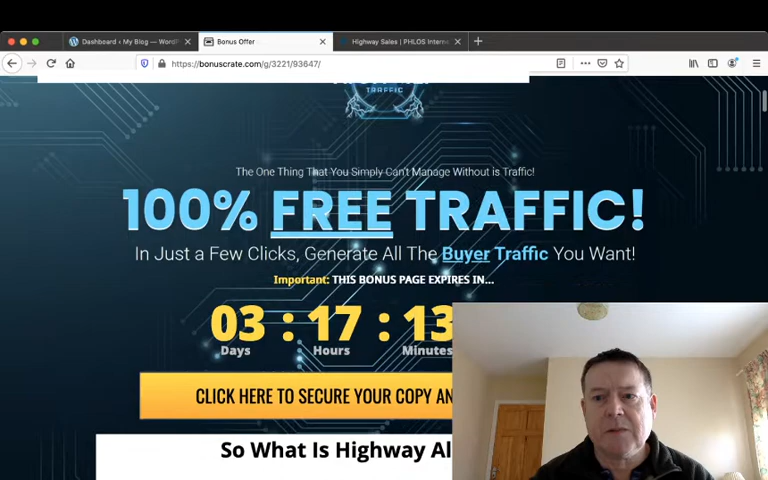 Dashboard ‹ My Blog — WordP
Bonus Offer
Highway Sales | PHLOS Interne
https://bonuscrate.com/g/3221/93647/
TRAFFIC
The One Thing That You Simply Can't Manage Without is Traffic!
100% FREE TRAFFIC!
In Just a Few Clicks, Generate All The Buyer Traffic You Want!
Important: THIS BONUS PAGE EXPIRES IN...
03 : 17 : 13
Days Hours Minutes
CLICK HERE TO SECURE YOUR COPY AN
So What Is Highway AI